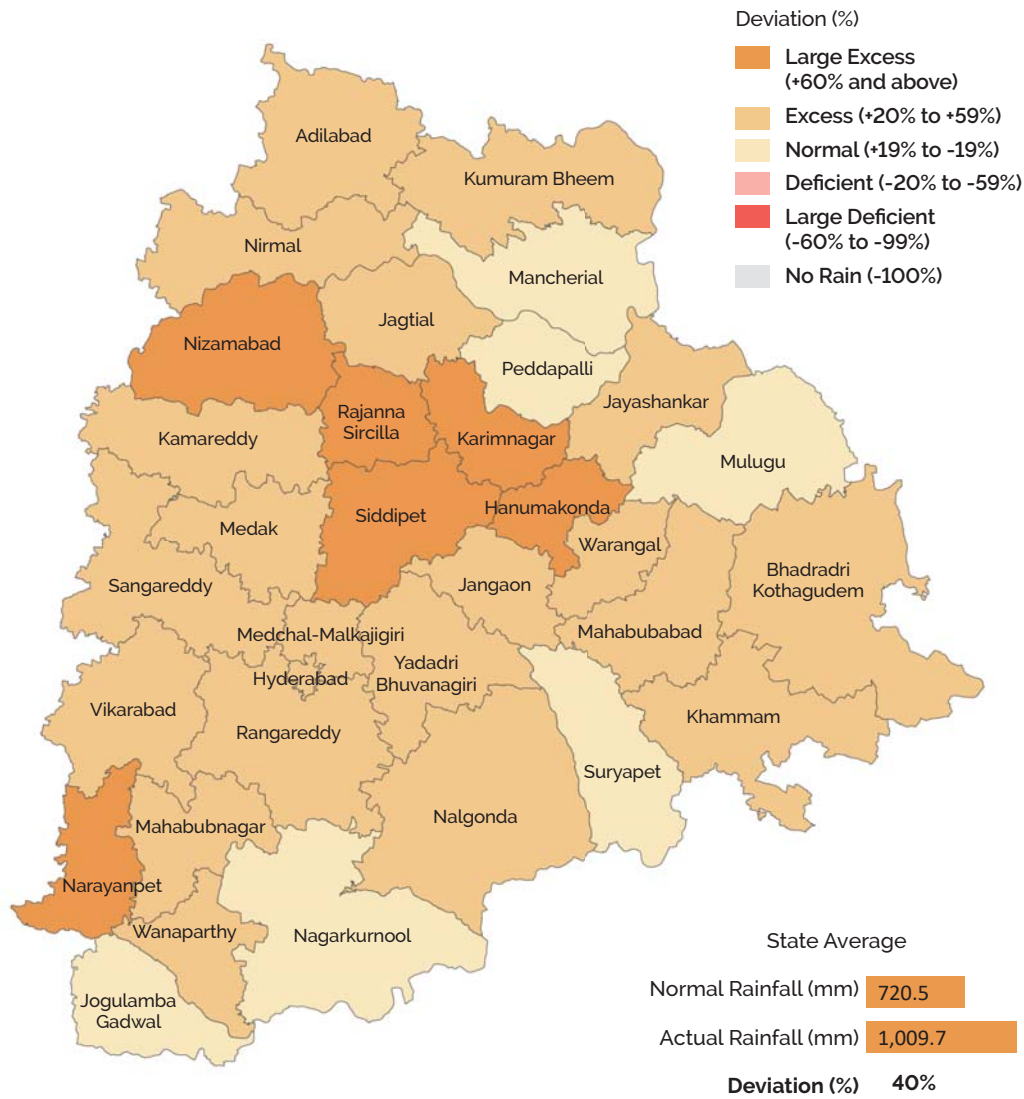 Deviation (%)
Large Excess
(+60% and above)
Excess (+20% to +59%)
Normal (+19% to -19%)
Deficient (-20% to -59%)
Large Deficient
(-60% to -99%)
No Rain (-100%)
Adilabad
Kumuram Bheem
Nirmal
Mancherial
Jagtial
Nizamabad
Peddapalli
Jayashankar
Rajanna
Sircilla
Karimnagar
Kamareddy
Mulugu
Siddipet
Hanumakonda
Medak
Warangal
Bhadradri
Kothagudem
Sangareddy
Jangaon
Mahabubabad
Medchal-Malkajigiri
Yadadri
Bhuvanagiri
Hyderabad
Vikarabad
Khammam
Rangareddy
Suryapet
Nalgonda
Mahabubnagar
Narayanpet
Wanaparthy
Nagarkurnool
Jogulamba
Gadwal
State Average
Normal Rainfall (mm) 720.5
Actual Rainfall (mm) 1,009.7
Deviation (%) 40%